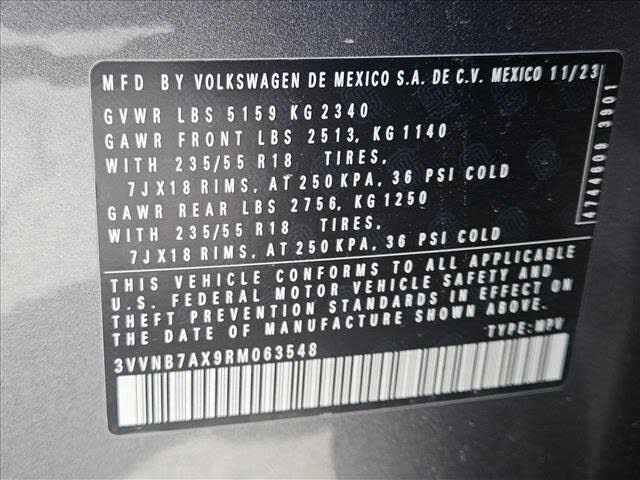 MFD BY VOLKSWAGEN DE MEXICO S.A. DE C.V. MEXICO 11/23
GVWR LBS 5159 KG 2340
GAWR FRONT LBS 2513, KG 1140
WITH 235/55 R18 TIRES,
7JX18 RIMS, AT 250 KPA, 36 PSI COLD
GAWR REAR LBS 2756, KG 1250
WITH 235/55 R18 TIRES,
7JX18 RIMS, AT 250 KPA, 36 PSI COLD
THIS VEHICLE CONFORMS TO ALL APPLICABLE
U.S. FEDERAL MOTOR VEHICLE SAFETY AND
THEFT PREVENTION STANDARDS IN EFFECT ON
THE DATE OF MANUFACTURE SHOWN ABOVE.
3VVNB7AX9RM063548 TYPE: MPV
4744609 3901